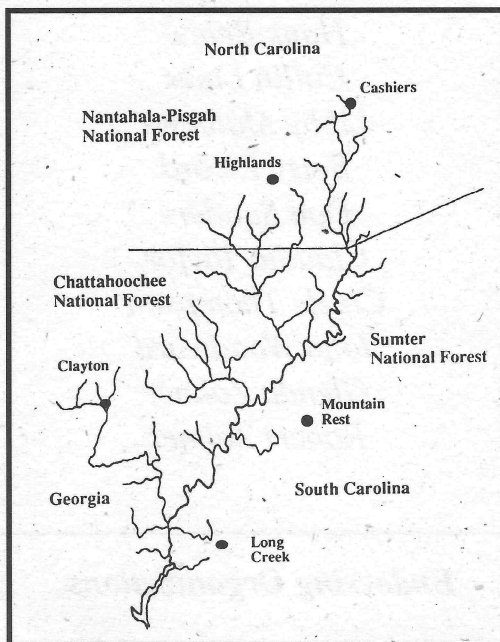 North Carolina
Cashiers
Nantahala-Pisgah
National Forest
Highlands
Chattahoochee
National Forest
Sumter
National Forest
Clayton
Mountain
Rest
Georgia
South Carolina
Long
Creek